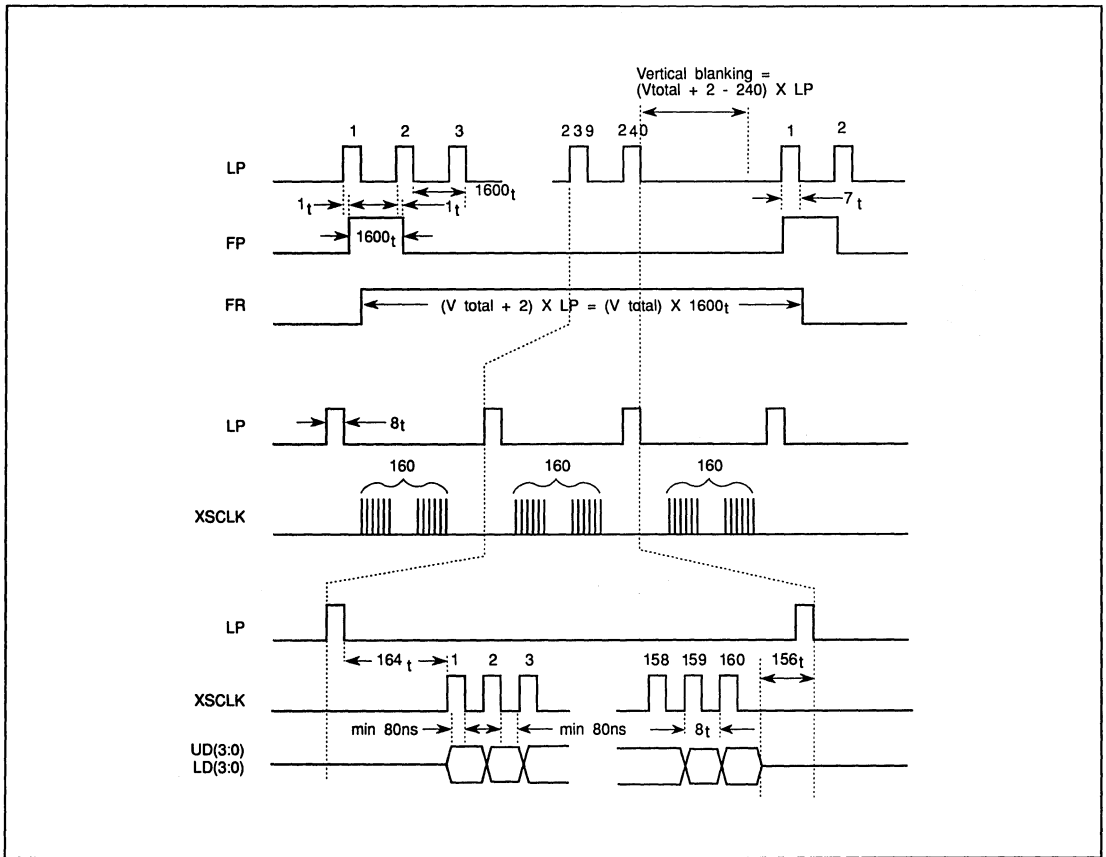 Vertical blanking =
(Vtotal + 2 - 240) X LP
1 2 3 239 240 1 2
LP
1600t
1t 1t 7t
FP 1600t
FR (V total + 2) X LP = (V total) X 1600t
LP 8t
160 160 160
XSCLK
LP
164 t 1 2 3 158 159 160 156t
XSCLK
min 80ns min 80ns 8t
UD(3:0)
LD(3:0)